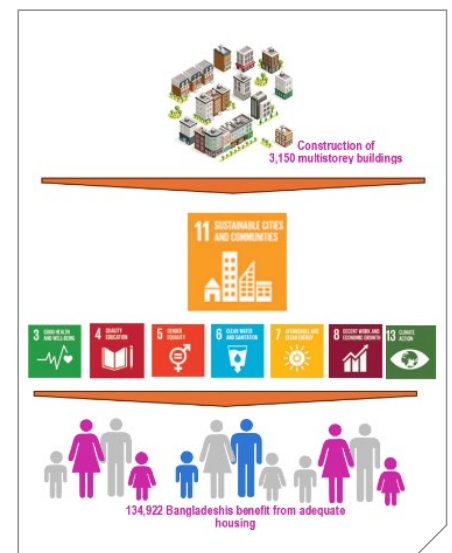 Construction of
3,150 multistorey buildings
11 SUSTAINABLE CITIES
AND COMMUNITIES
3 GOOD HEALTH
AND WELL-BEING
4 QUALITY
EDUCATION
5 GENDER
EQUALITY
6 CLEAN WATER
AND SANITATION
7 AFFORDABLE AND
CLEAN ENERGY
8 DECENT WORK AND
ECONOMIC GROWTH
13 CLIMATE
ACTION
134,922 Bangladeshis benefit from adequate
housing